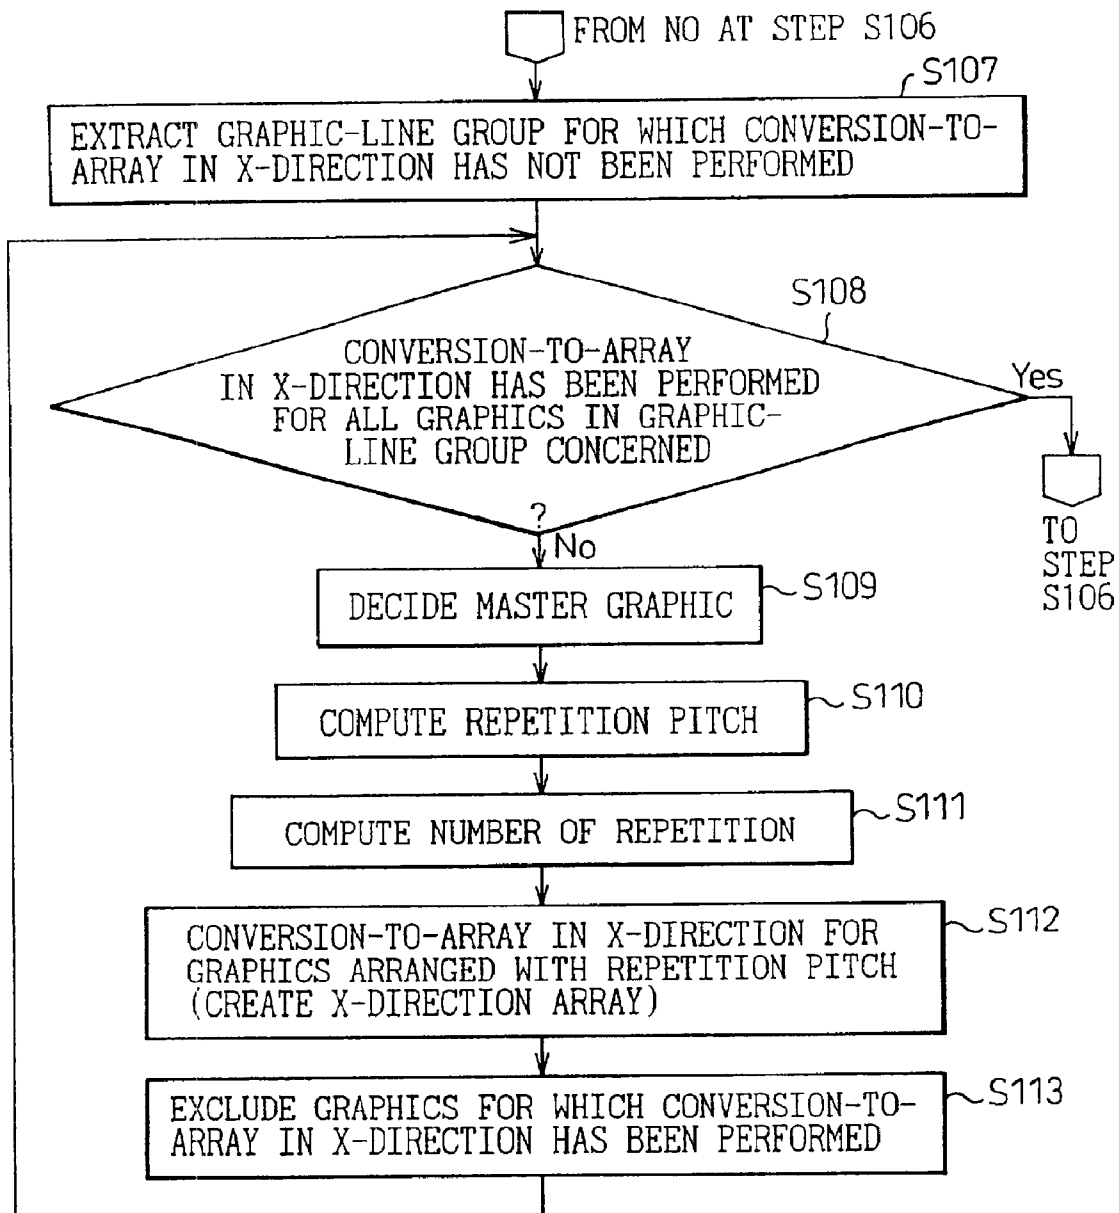 FROM NO AT STEP S106
S107
EXTRACT GRAPHIC-LINE GROUP FOR WHICH CONVERSION-TO-
ARRAY IN X-DIRECTION HAS NOT BEEN PERFORMED
S108
CONVERSION-TO-ARRAY
IN X-DIRECTION HAS BEEN PERFORMED
FOR ALL GRAPHICS IN GRAPHIC-
LINE GROUP CONCERNED
?
Yes
TO
STEP
S106
No
S109
DECIDE MASTER GRAPHIC
S110
COMPUTE REPETITION PITCH
S111
COMPUTE NUMBER OF REPETITION
S112
CONVERSION-TO-ARRAY IN X-DIRECTION FOR
GRAPHICS ARRANGED WITH REPETITION PITCH
(CREATE X-DIRECTION ARRAY)
S113
EXCLUDE GRAPHICS FOR WHICH CONVERSION-TO-
ARRAY IN X-DIRECTION HAS BEEN PERFORMED